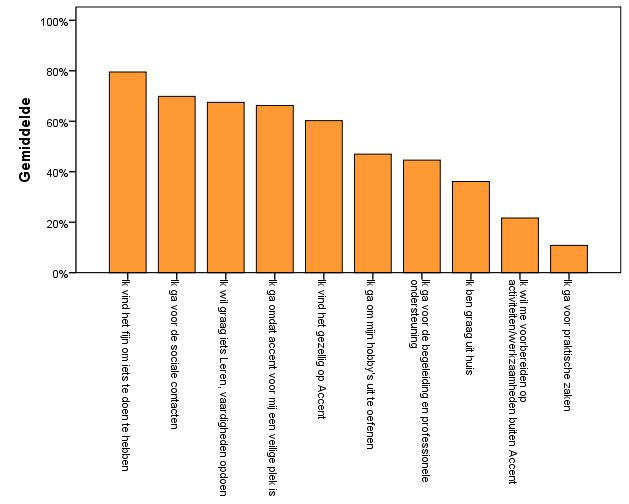 100%
80%
60%
40%
20%
0%
Gemiddelde
Ik vind het fijn om iets te doen te hebben
Ik ga voor de sociale contacten
Ik wil graag iets Leren, vaardigheden opdoen
Ik ga omdat accent voor mij een veilige plek is
Ik vind het gezellig op Accent
Ik ga om mijn hobby's uit te oefenen
Ik ga voor de begeleiding en professionele
ondersteuning
Ik ben graag uit huis
Ik wil me voorbereiden op
activiteiten/werkzaamheden buiten Accent
Ik ga voor praktische zaken